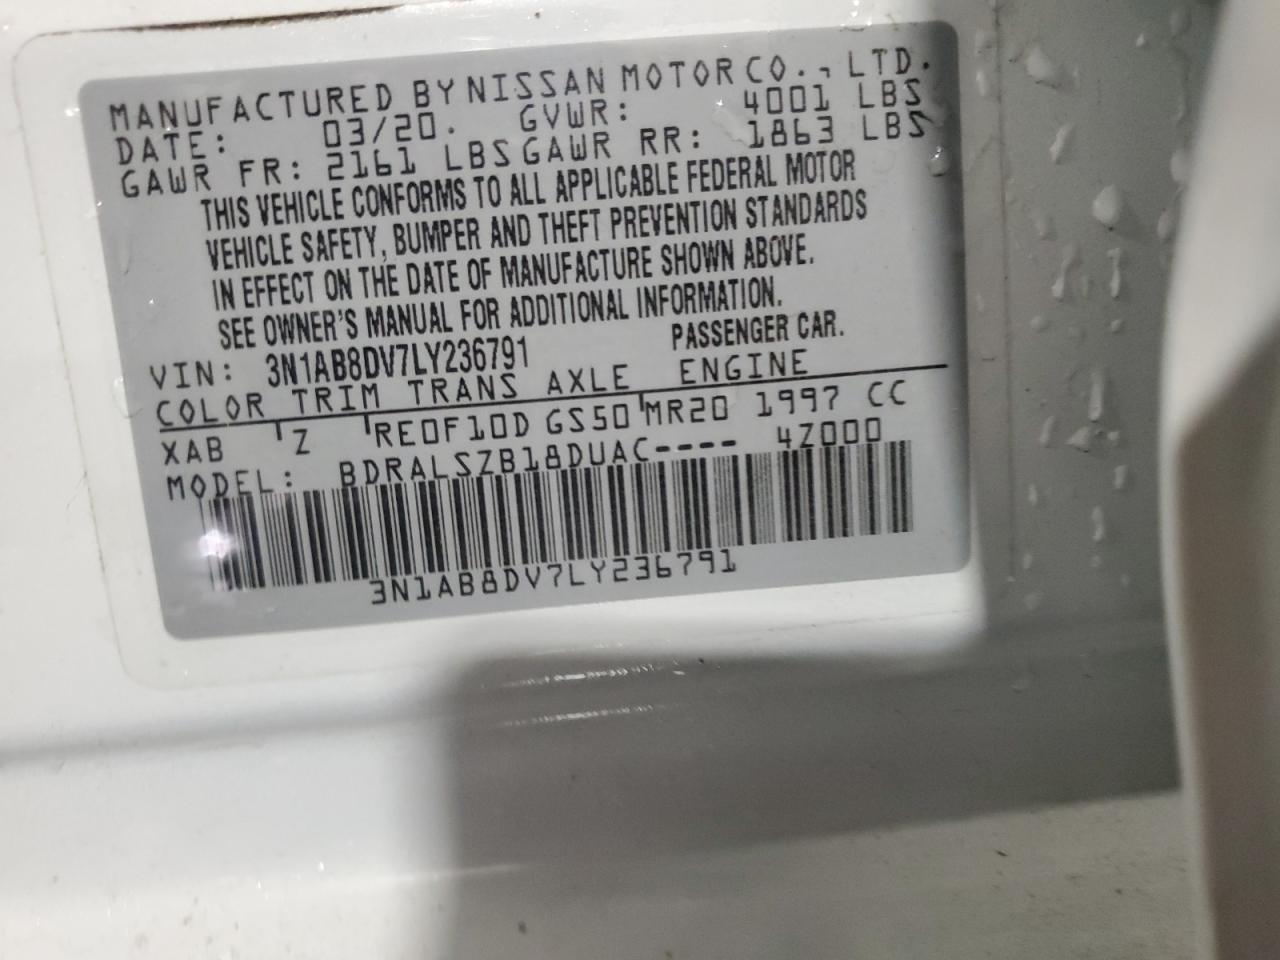 MANUFACTURED BY NISSAN MOTOR CO., LTD.
DATE: 03/20. GVWR: 4001 LBS
GAWR FR: 2161 LBS GAWR RR: 1863 LBS
THIS VEHICLE CONFORMS TO ALL APPLICABLE FEDERAL MOTOR
VEHICLE SAFETY, BUMPER AND THEFT PREVENTION STANDARDS
IN EFFECT ON THE DATE OF MANUFACTURE SHOWN ABOVE.
SEE OWNER'S MANUAL FOR ADDITIONAL INFORMATION.
VIN: 3N1AB8DV7LY236791 PASSENGER CAR.
COLOR TRIM TRANS AXLE ENGINE
XAB Z RE0F10D GS50 MR20 1997 CC
MODEL: BDRALSZB18DUAC---- 4Z000
3N1AB8DV7LY236791